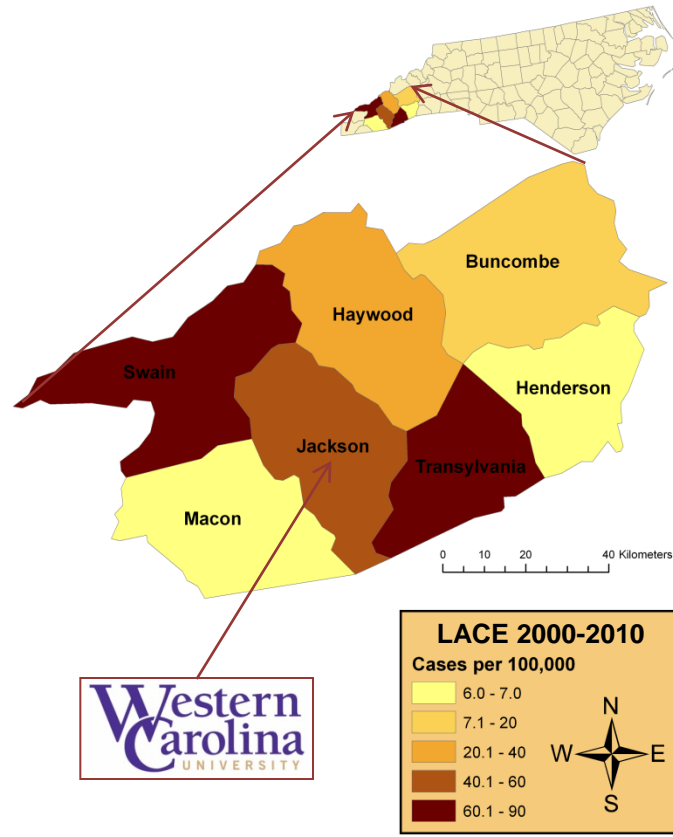 Buncombe
Haywood
Swain
Henderson
Jackson
Transylvania
Macon
0 10 20 40 Kilometers
LACE 2000-2010
Cases per 100,000
6.0 - 7.0
7.1 - 20
20.1 - 40
40.1 - 60
60.1 - 90
N
W E
S
Western
Carolina
UNIVERSITY